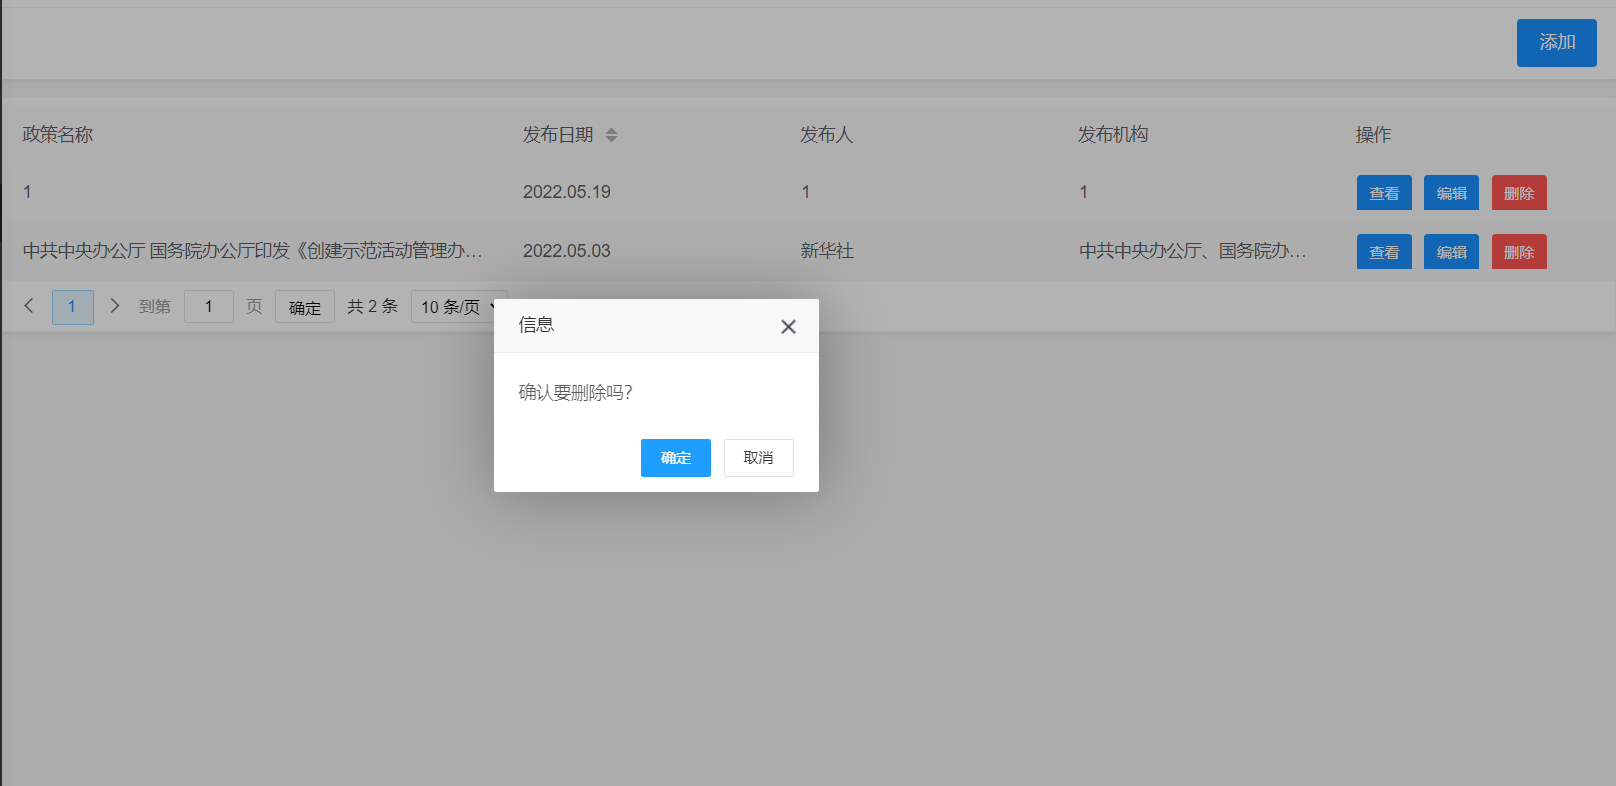 添加
政策名称 发布日期 发布人 发布机构 操作
1 2022.05.19 1 1 查看 编辑 删除
中共中央办公厅 国务院办公厅印发《创建示范活动管理办... 2022.05.03 新华社 中共中央办公厅、国务院办... 查看 编辑 删除
1 到第 1 页 确定 共 2 条 10 条/页
信息
确认要删除吗?
确定 取消